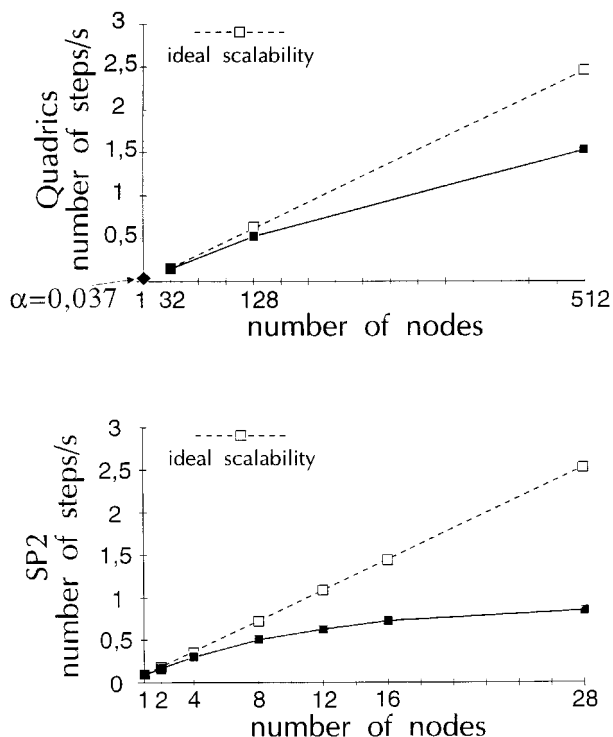 3
2,5
2
1,5
1
0,5
ideal scalability
Quadrics
number of steps/s
α=0,037
1 32 128 512
number of nodes
3
2,5
2
1,5
1
0,5
0
ideal scalability
SP2
number of steps/s
1 2 4 8 12 16 28
number of nodes